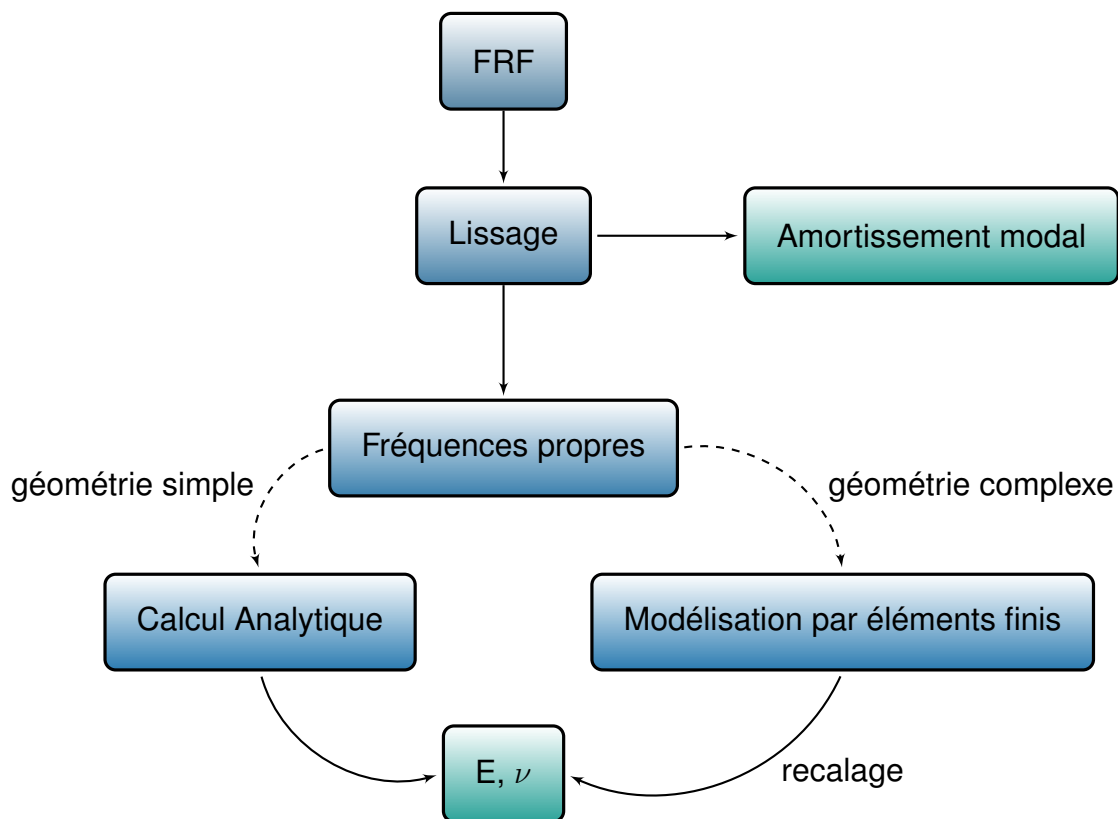 FRF
Lissage
Amortissement modal
Fréquences propres
géométrie simple
géométrie complexe
Calcul Analytique
Modélisation par éléments finis
E, ν
recalage